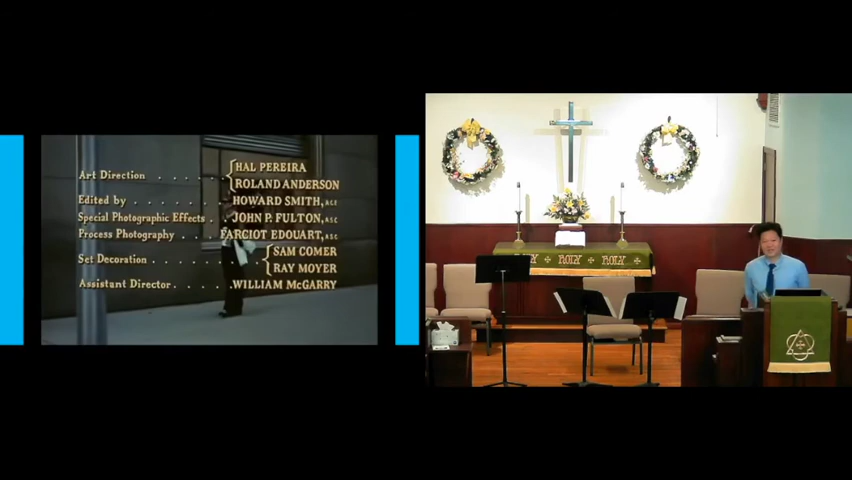 Art Direction . . . . . { HAL PEREIRA
ROLAND ANDERSON
Edited by . . . . . . . HOWARD SMITH, A.C.E
Special Photographic Effects . . JOHN P. FULTON, A.S.C
Process Photography . . . . FARCIOT EDOUART, A.S.C
Set Decoration . . . . . . . . { SAM COMER
RAY MOYER
Assistant Director . . . . . . WILLIAM McGARRY
HOLY HOLY HOLY